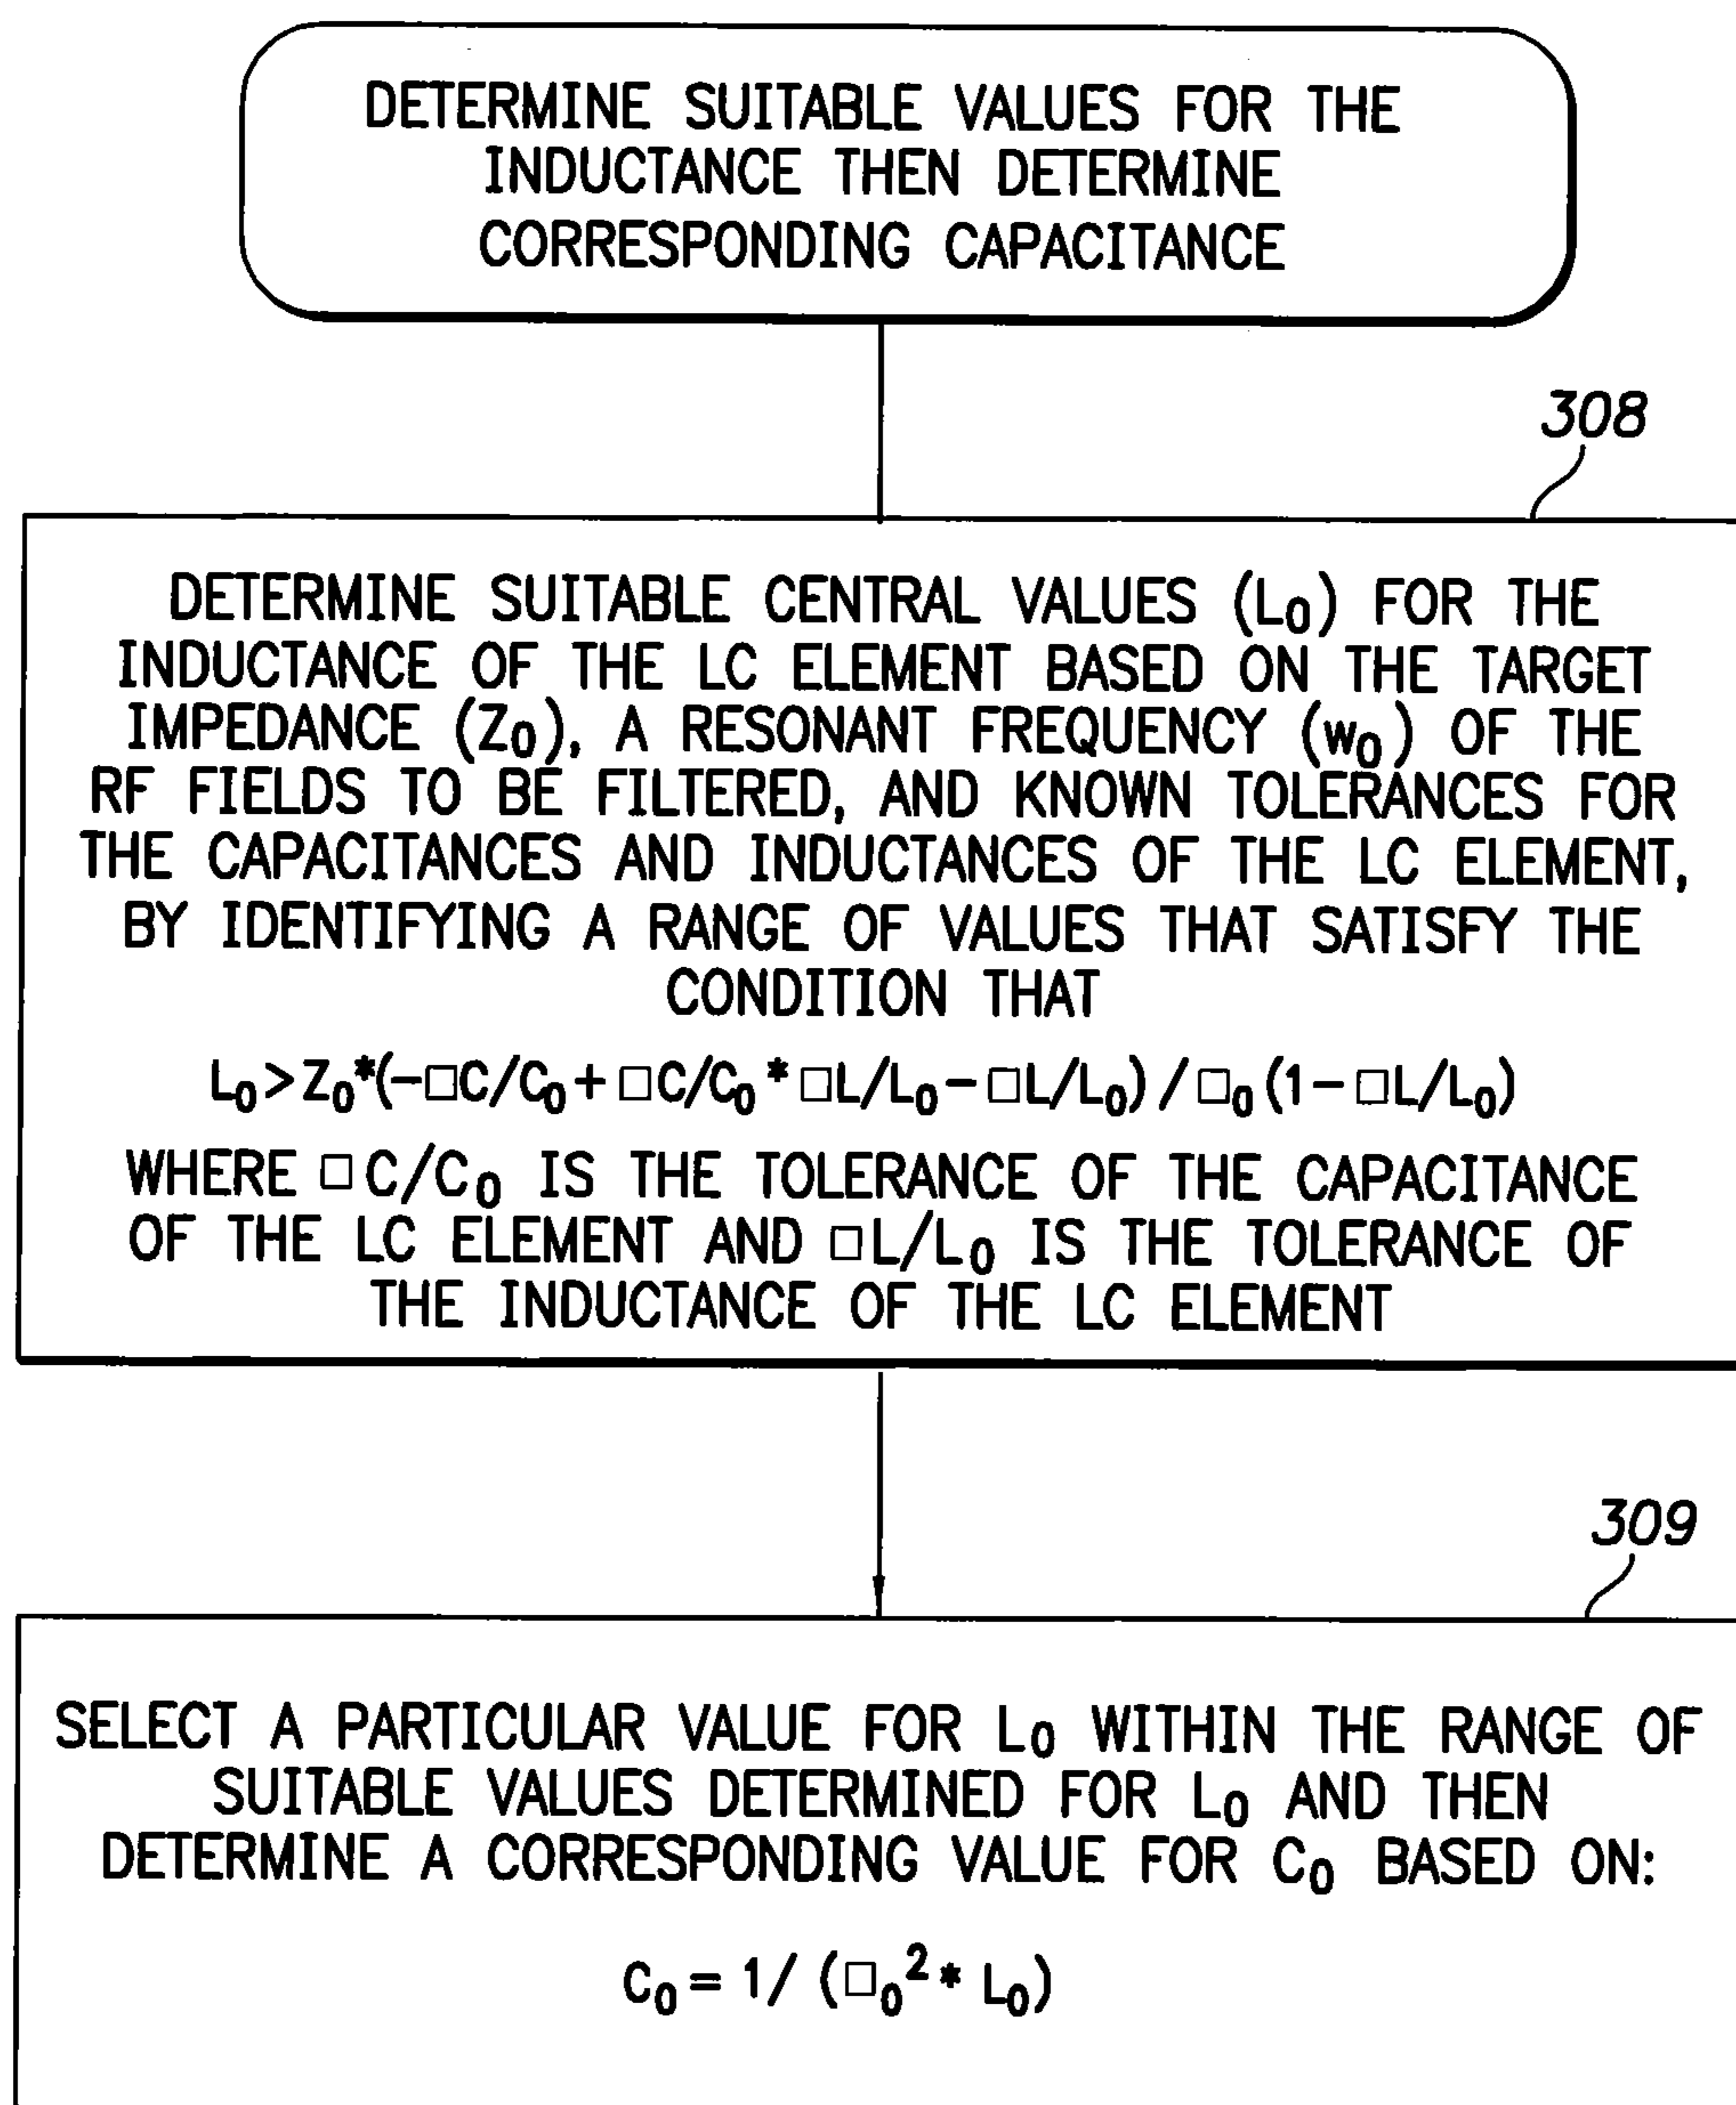 DETERMINE SUITABLE VALUES FOR THE
INDUCTANCE THEN DETERMINE
CORRESPONDING CAPACITANCE
308
DETERMINE SUITABLE CENTRAL VALUES (L₀) FOR THE
INDUCTANCE OF THE LC ELEMENT BASED ON THE TARGET
IMPEDANCE (Z₀), A RESONANT FREQUENCY (w₀) OF THE
RF FIELDS TO BE FILTERED, AND KNOWN TOLERANCES FOR
THE CAPACITANCES AND INDUCTANCES OF THE LC ELEMENT,
BY IDENTIFYING A RANGE OF VALUES THAT SATISFY THE
CONDITION THAT
L₀>Z₀*(-□C/C₀+□C/C₀*□L/L₀-□L/L₀)/□₀(1-□L/L₀)
WHERE □C/C₀ IS THE TOLERANCE OF THE CAPACITANCE
OF THE LC ELEMENT AND □L/L₀ IS THE TOLERANCE OF
THE INDUCTANCE OF THE LC ELEMENT
309
SELECT A PARTICULAR VALUE FOR L₀ WITHIN THE RANGE OF
SUITABLE VALUES DETERMINED FOR L₀ AND THEN
DETERMINE A CORRESPONDING VALUE FOR C₀ BASED ON:
C₀=1/(□₀²*L₀)